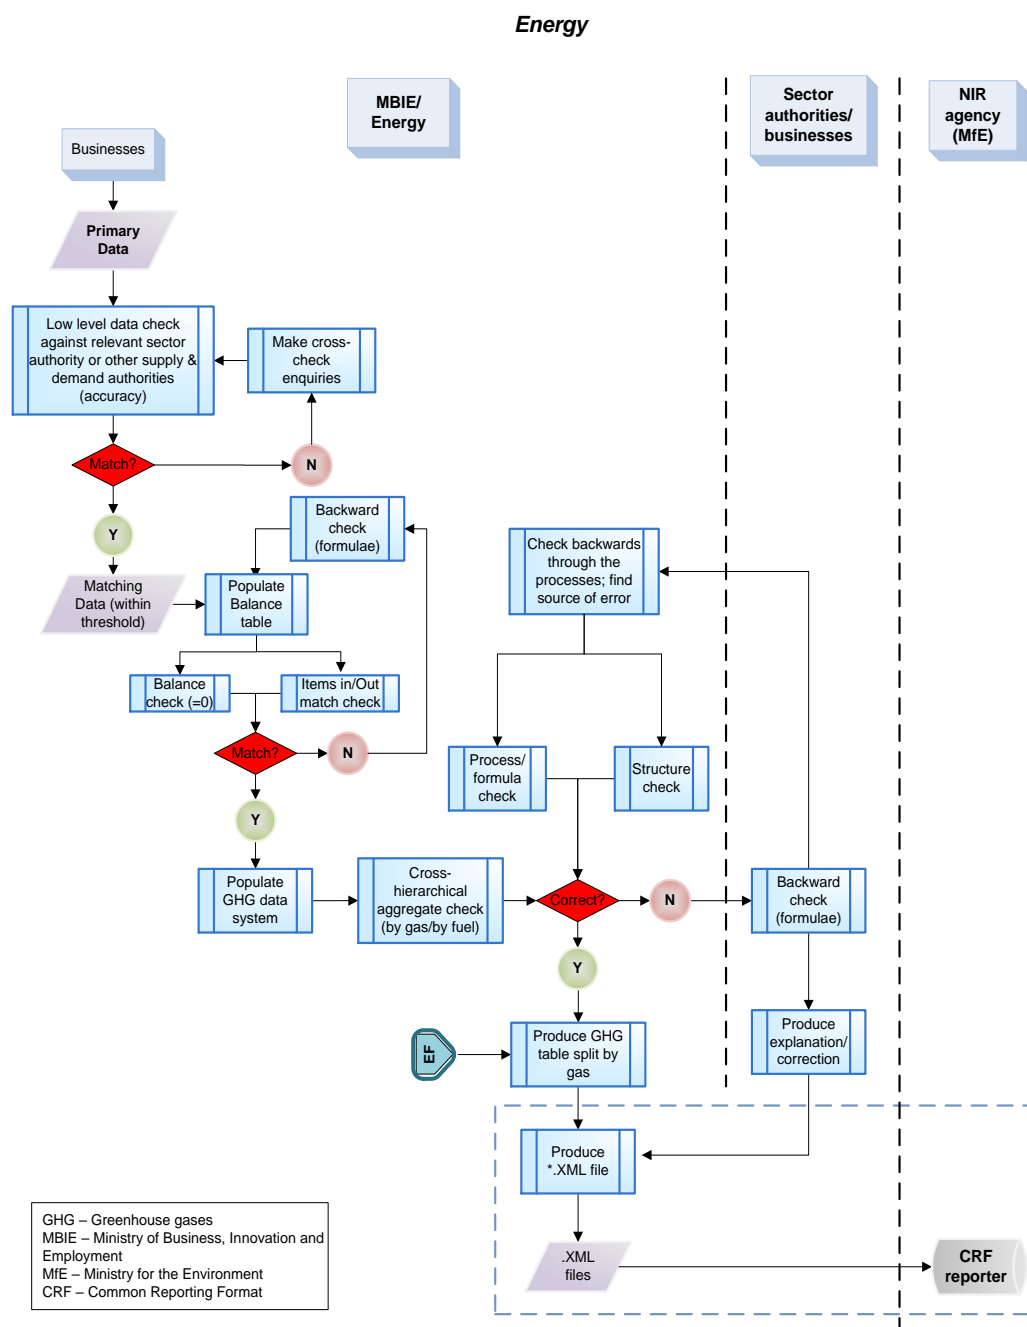 Energy
MBIE/
Energy
Sector
authorities/
businesses
NIR
agency
(MfE)
Businesses
Primary
Data
Low level data check
against relevant sector
authority or other supply &
demand authorities
(accuracy)
Make cross-
check
enquiries
Match?
N
Y
Backward
check
(formulae)
Matching
Data (within
threshold)
Populate
Balance
table
Balance
check (=0)
Items in/Out
match check
Match?
N
Y
Check backwards
through the
processes; find
source of error
Process/
formula
check
Structure
check
Populate
GHG data
system
Cross-
hierarchical
aggregate check
(by gas/by fuel)
Correct?
N
Backward
check
(formulae)
Y
EF
Produce GHG
table split by
gas
Produce
explanation/
correction
Produce
*.XML file
.XML
files
CRF
reporter
GHG – Greenhouse gases
MBIE – Ministry of Business, Innovation and
Employment
MfE – Ministry for the Environment
CRF – Common Reporting Format